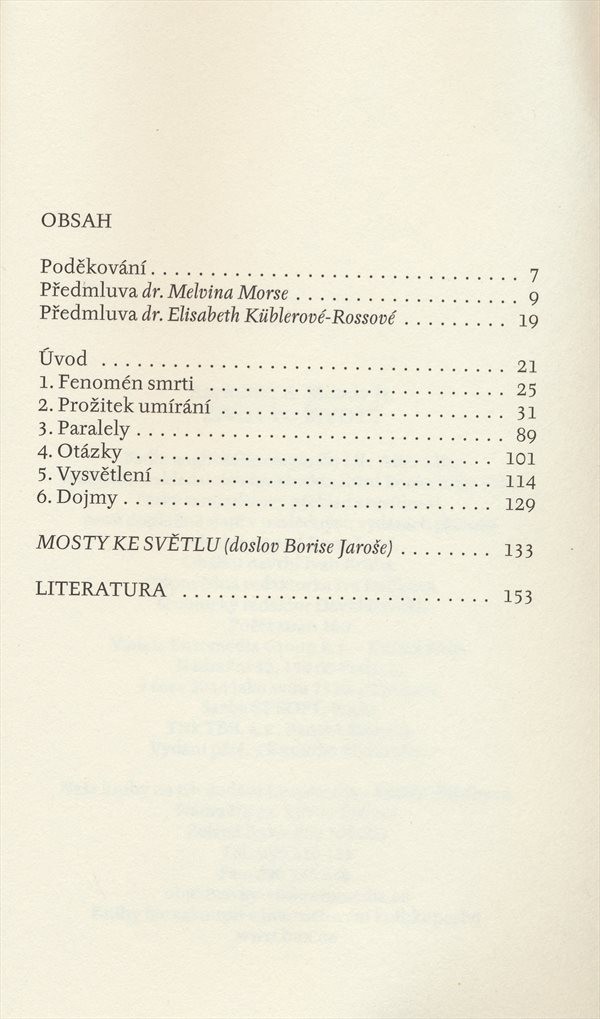 OBSAH
Poděkování . . . . . . . . . . . . . . . . . . . . . . . . . . . . . . 7
Předmluva dr. Melvina Morse . . . . . . . . . . . . . . . . . . 9
Předmluva dr. Elisabeth Küblerové-Rossové . . . . . . . . . 19
Úvod . . . . . . . . . . . . . . . . . . . . . . . . . . . . . . . . . 21
1. Fenomén smrti . . . . . . . . . . . . . . . . . . . . . . . . . 25
2. Prožitek umírání . . . . . . . . . . . . . . . . . . . . . . . . 31
3. Paralely . . . . . . . . . . . . . . . . . . . . . . . . . . . . . . 89
4. Otázky . . . . . . . . . . . . . . . . . . . . . . . . . . . . . . 101
5. Vysvětlení . . . . . . . . . . . . . . . . . . . . . . . . . . . . 114
6. Dojmy . . . . . . . . . . . . . . . . . . . . . . . . . . . . . . . 129
MOSTY KE SVĚTLU (doslov Borise Jaroše) . . . . . . . . 133
LITERATURA . . . . . . . . . . . . . . . . . . . . . . . . . . 153